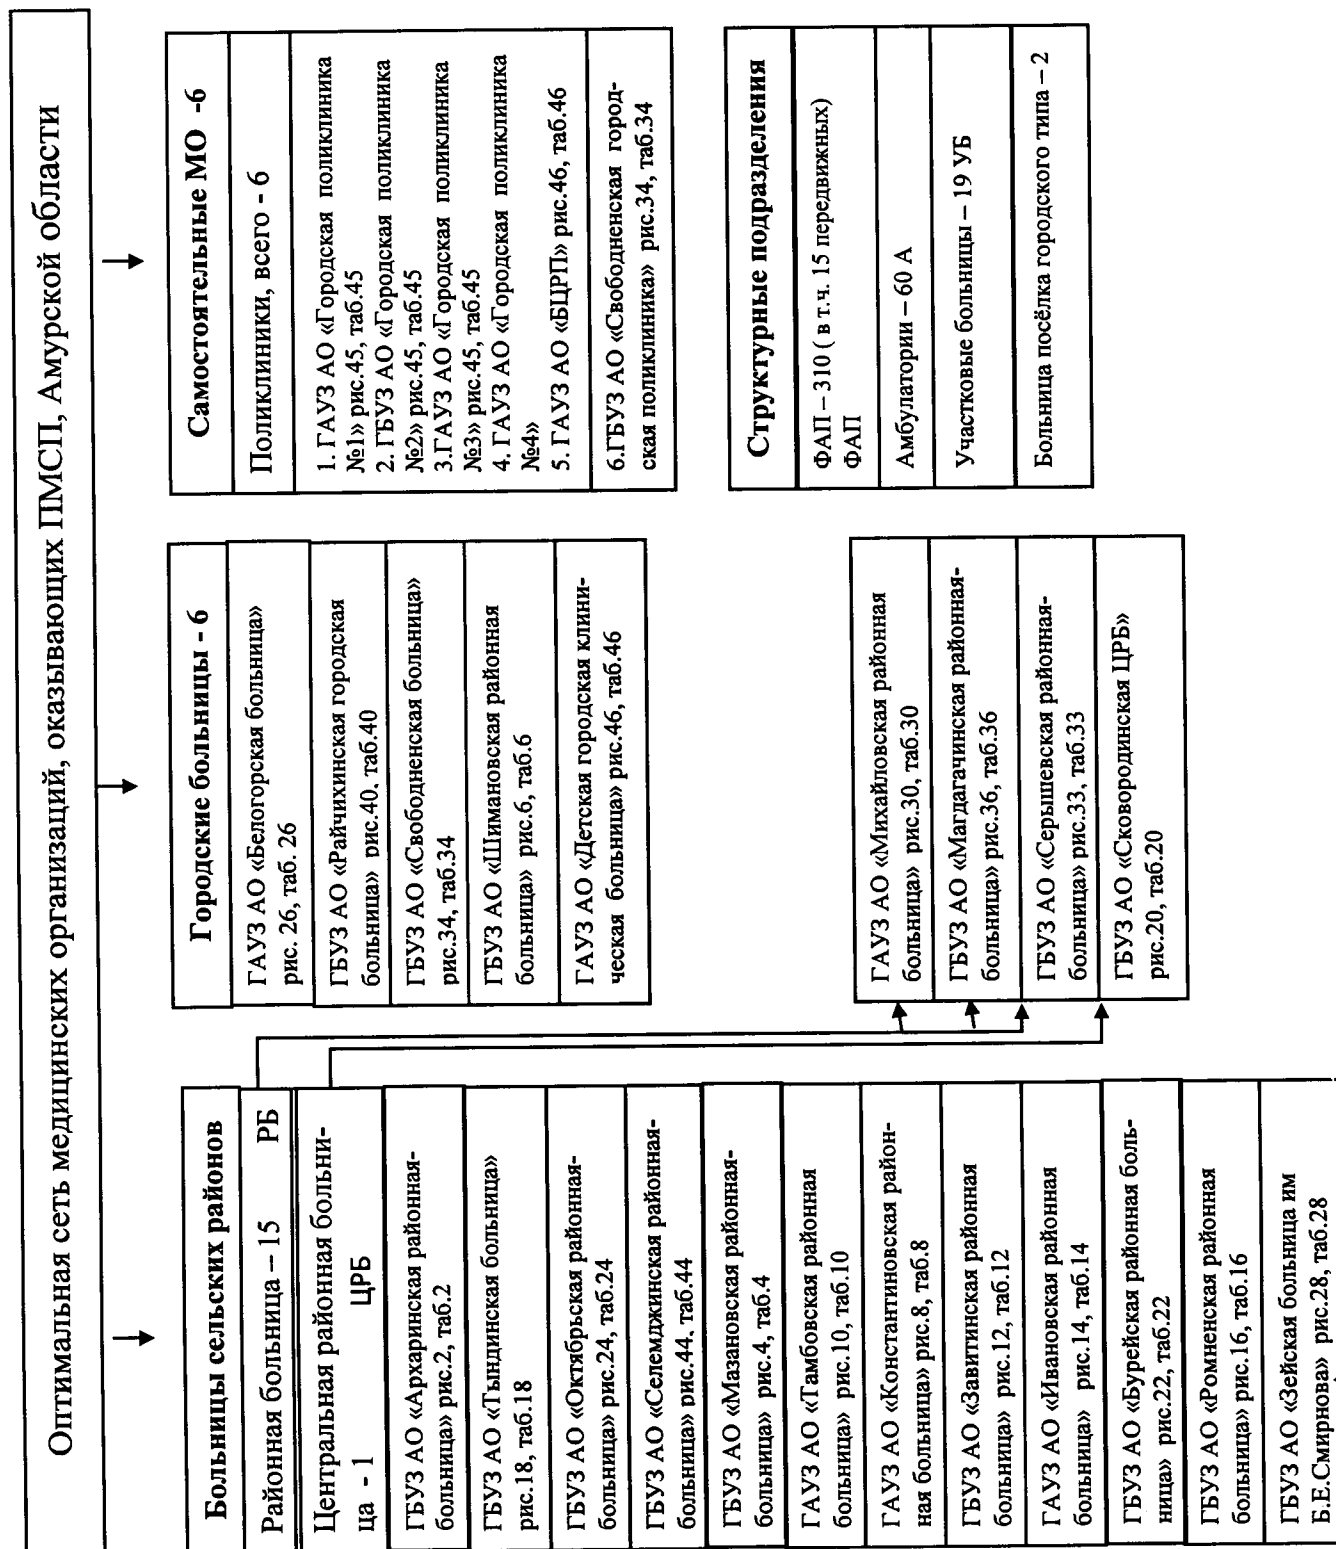 Оптимальная сеть медицинских организаций, оказывающих ПМСП, Амурской области
Больницы сельских районов
Районная больница – 15 РБ
Центральная районная больни-
ца - 1 ЦРБ
ГБУЗ АО «Архаринская районная-
больница» рис.2, таб.2
ГБУЗ АО «Тындинская больница»
рис.18, таб.18
ГБУЗ АО «Октябрьская районная-
больница» рис.24, таб.24
ГБУЗ АО «Селемджинская районная-
больница» рис.44. таб.44
ГБУЗ АО «Мазановская районная-
больница» рис.4, таб.4
ГАУЗ АО «Тамбовская районная
больница» рис.10, таб.10
ГАУЗ АО «Константиновская район-
ная больница» рис.8, таб.8
ГБУЗ АО «Завитинская районная
больница» рис.12, таб.12
ГАУЗ АО «Ивановская районная
больница» рис.14, таб.14
ГБУЗ АО «Бурейская районная боль-
ница» рис.22, таб.22
ГБУЗ АО «Ромненская районная
больница» рис.16, таб.16
ГБУЗ АО «Зейская больница им
Б.Е.Смирнова» рис.28, таб.28
Городские больницы - 6
ГАУЗ АО «Белогорская больница»
рис. 26, таб. 26
ГБУЗ АО «Райчихинская городская
больница» рис.40. таб.40
ГБУЗ АО «Свободненская больница»
рис.34, таб.34
ГБУЗ АО «Шимановская районная
больница» рис.6, таб.6
ГАУЗ АО «Детская городская клини-
ческая больница» рис.46, таб.46
ГАУЗ АО «Михайловская районная
больница» рис.30, таб.30
ГБУЗ АО «Магдагачинская районная-
больница» рис.36, таб.36
ГБУЗ АО «Серышевская районная-
больница» рис.33, таб.33
ГБУЗ АО «Сковородинская ЦРБ»
рис.20, таб.20
Самостоятельные МО -6
Поликлиники, всего - 6
1. ГАУЗ АО «Городская поликлиника
№1» рис.45, таб.45
2. ГБУЗ АО «Городская поликлиника
№2» рис.45, таб.45
3.ГАУЗ АО «Городская поликлиника
№3» рис.45, таб.45
4. ГАУЗ АО «Городская поликлиника
№4»
5. ГАУЗ АО «БЦРП» рис.46, таб.46
6.ГБУЗ АО «Свободненская город-
ская поликлиника» рис.34, таб.34
Структурные подразделения
ФАП – 310 ( в т.ч. 15 передвижных)
ФАП
Амбулатории – 60 А
Участковые больницы – 19 УБ
Больница посёлка городского типа – 2